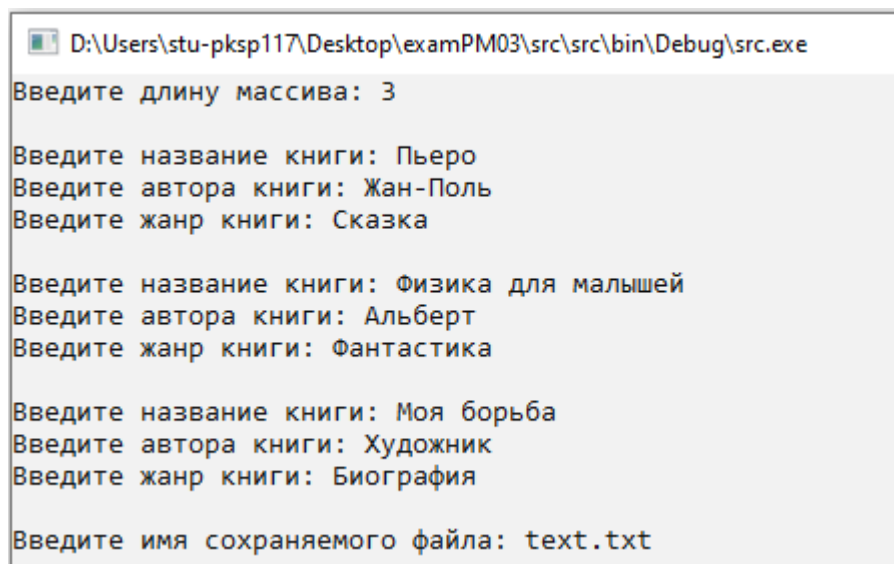 D:\Users\stu-pksp117\Desktop\examPM03\src\src\bin\Debug\src.exe
Введите длину массива: 3
Введите название книги: Пьеро
Введите автора книги: Жан-Поль
Введите жанр книги: Сказка
Введите название книги: Физика для малышей
Введите автора книги: Альберт
Введите жанр книги: Фантастика
Введите название книги: Моя борьба
Введите автора книги: Художник
Введите жанр книги: Биография
Введите имя сохраняемого файла: text.txt